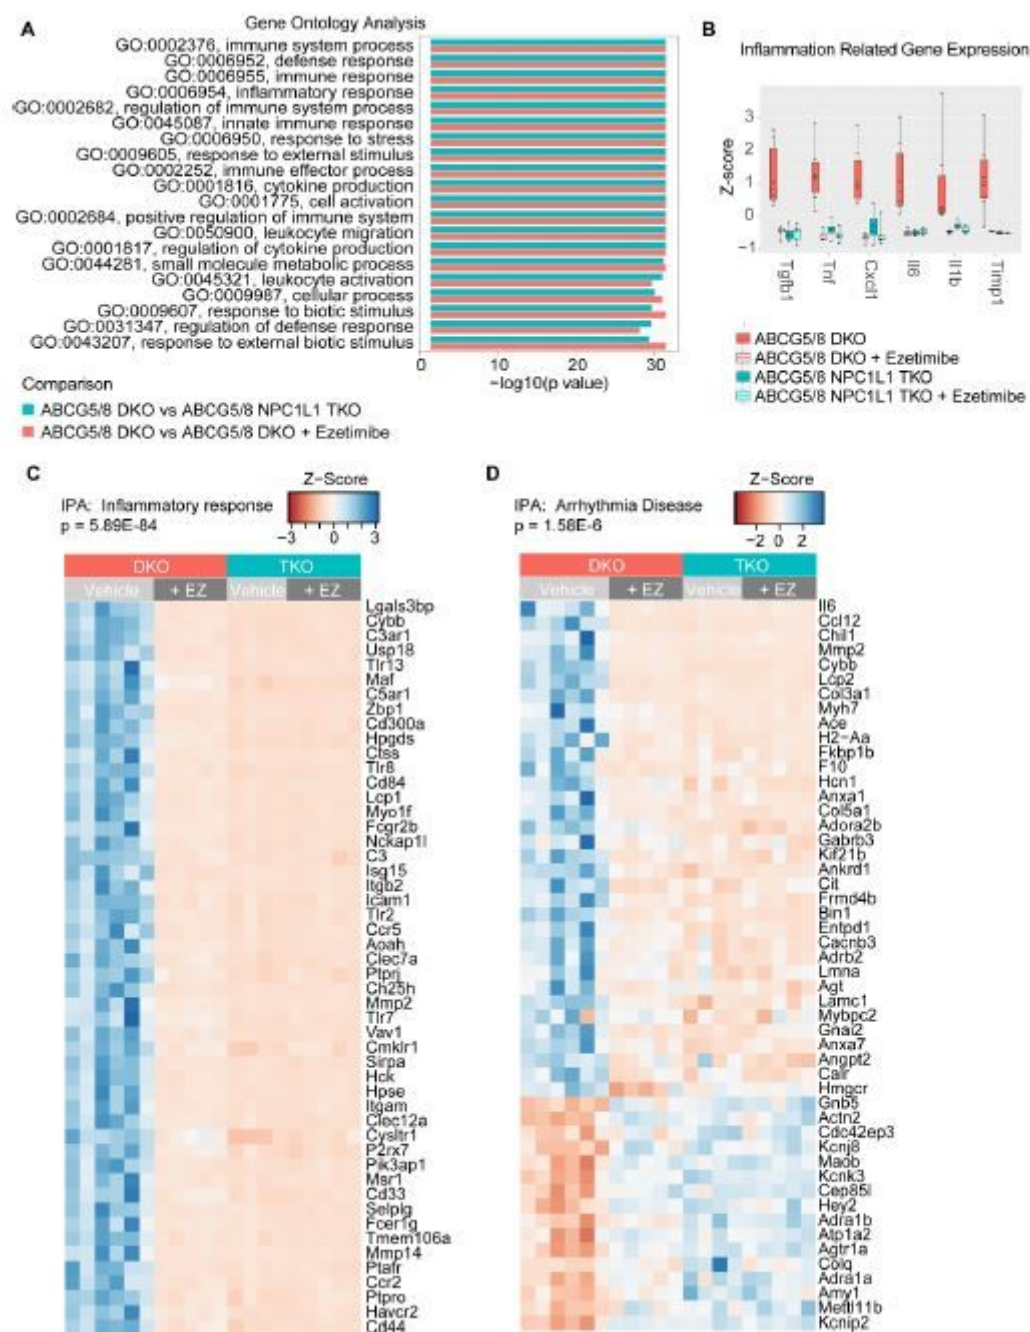 A
Gene Ontology Analysis
GO:0002376, immune system process
GO:0006952, defense response
GO:0006955, immune response
GO:0006954, inflammatory response
GO:0002682, regulation of immune system process
GO:0045087, innate immune response
GO:0006950, response to stress
GO:0009605, response to external stimulus
GO:0002252, immune effector process
GO:0001816, cytokine production
GO:0001775, cell activation
GO:0002684, positive regulation of immune system
GO:0050900, leukocyte migration
GO:0001817, regulation of cytokine production
GO:0044281, small molecule metabolic process
GO:0045321, leukocyte activation
GO:0009987, cellular process
GO:0009607, response to biotic stimulus
GO:0031347, regulation of defense response
GO:0043207, response to external biotic stimulus
0 10 20 30
−log10(p value)
Comparison
ABCG5/8 DKO vs ABCG5/8 NPC1L1 TKO
ABCG5/8 DKO vs ABCG5/8 DKO + Ezetimibe
B
Inflammation Related Gene Expression
Z-score
3
2
1
0
−1
Tgfb1 Tnf Cxcl1 Il6 Il1b Timp1
ABCG5/8 DKO
ABCG5/8 DKO + Ezetimibe
ABCG5/8 NPC1L1 TKO
ABCG5/8 NPC1L1 TKO + Ezetimibe
C
IPA: Inflammatory response
p = 5.89E-84
Z−Score
−3 0 3
DKO TKO
Vehicle + EZ Vehicle + EZ
Lgals3bp
Cybb
C3ar1
Usp18
Tlr13
Maf
C5ar1
Zbp1
Cd300a
Hpgds
Ctss
Tlr8
Cd84
Lcp1
Myo1f
Fcgr2b
Nckap1l
C3
Isg15
Itgb2
Icam1
Tlr2
Ccr5
Aoah
Clec7a
Ptprj
Ch25h
Mmp2
Tlr7
Vav1
Cmklr1
Sirpa
Hck
Hpse
Itgam
Clec12a
Cysltr1
P2rx7
Pik3ap1
Msr1
Cd33
Selplg
Fcer1g
Tmem106a
Mmp14
Ptafr
Ccr2
Ptpro
Havcr2
Cd44
D
IPA: Arrhythmia Disease
p = 1.58E-6
Z−Score
−2 0 2
DKO TKO
Vehicle + EZ Vehicle + EZ
Il6
Ccl12
Chil1
Mmp2
Cybb
Lcp2
Col3a1
Myh7
Ace
H2−Aa
Fkbp1b
F10
Hcn1
Anxa1
Col5a1
Adora2b
Gabrb3
Kif21b
Ankrd1
Cit
Frmd4b
Bin1
Entpd1
Cacnb3
Adrb2
Lmna
Agt
Lamc1
Mybpc2
Gnai2
Anxa7
Angpt2
Calr
Hmgcr
Gnb5
Actn2
Cdc42ep3
Kcnj8
Maob
Kcnk3
Cep85l
Hey2
Adra1b
Atp1a2
Agtr1a
Colq
Adra1a
Amy1
Mettl11b
Kcnip2